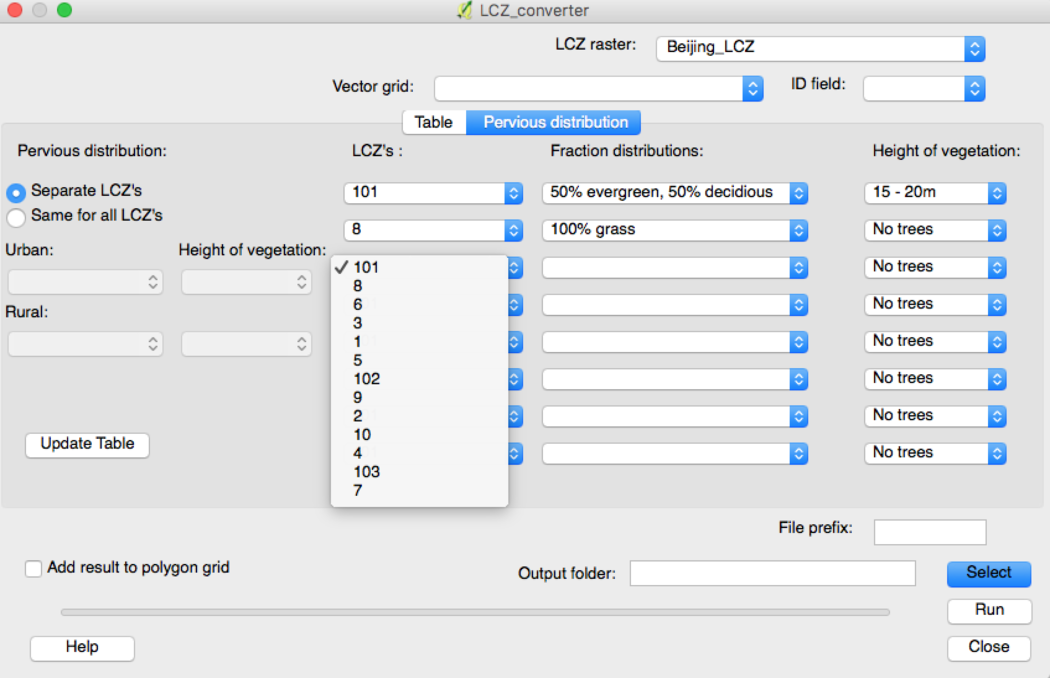 LCZ_converter
LCZ raster: Beijing_LCZ
Vector grid: ID field:
Table Pervious distribution
Pervious distribution: LCZ's : Fraction distributions: Height of vegetation:
Separate LCZ's 101 50% evergreen, 50% decidious 15 - 20m
Same for all LCZ's
8 100% grass No trees
Urban: Height of vegetation:
101 No trees
8
6 No trees
Rural:
3
1 No trees
5
102 No trees
9
2 No trees
10
Update Table
4 No trees
103
7
File prefix:
Add result to polygon grid Output folder: Select
Run
Help Close